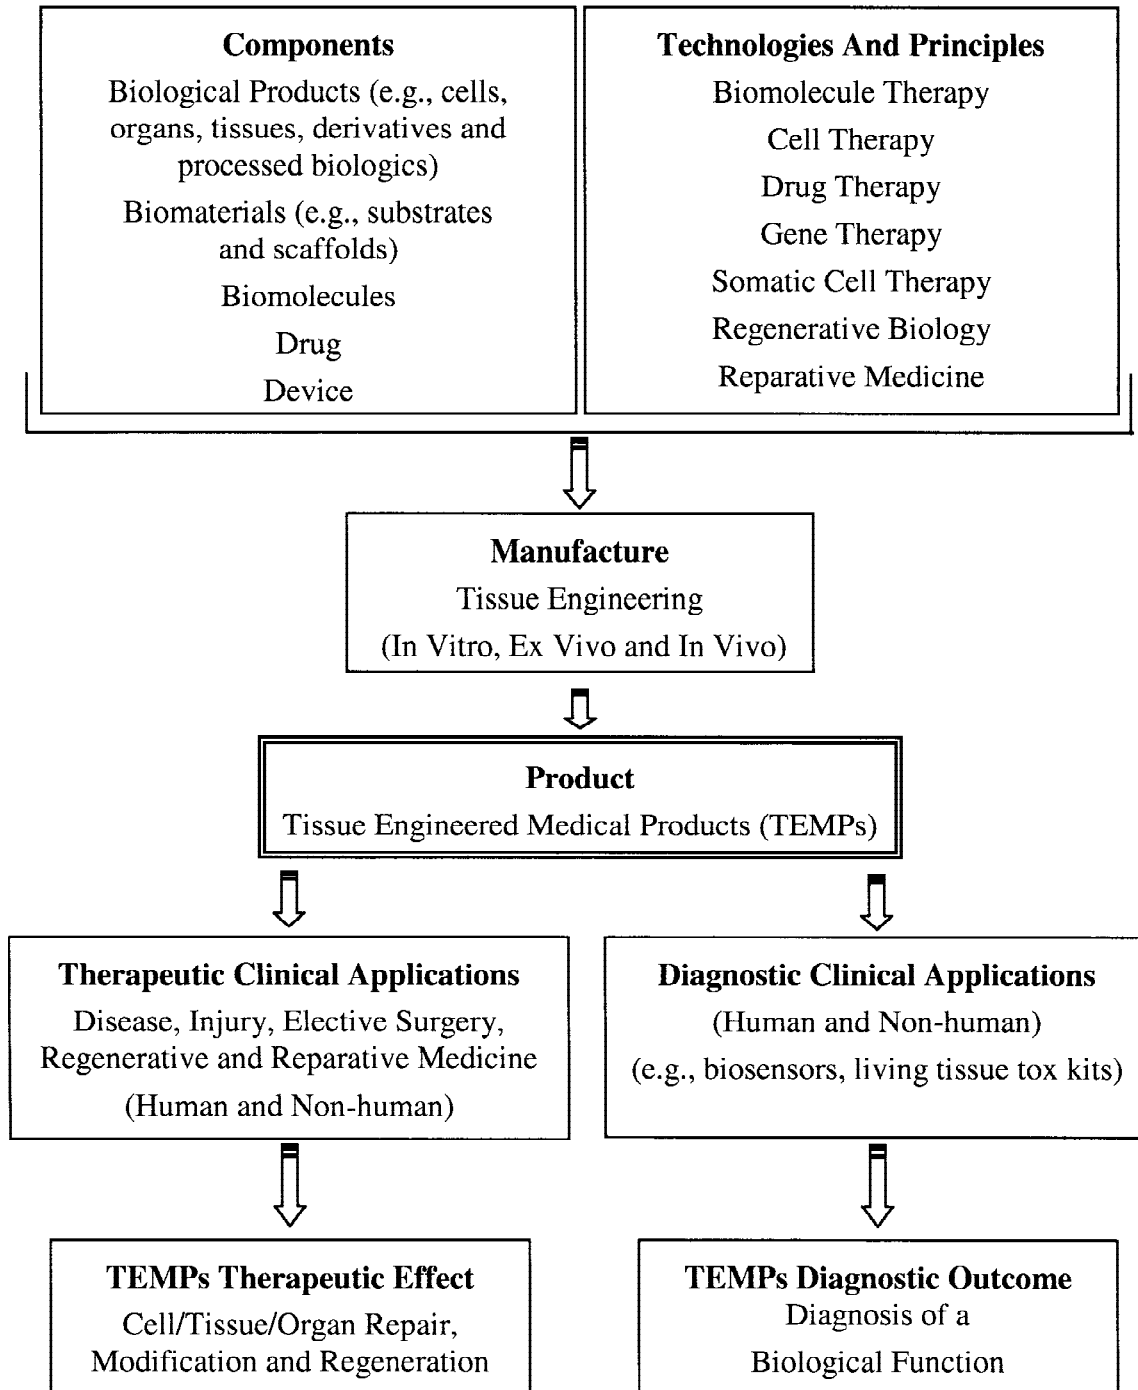 Components
Biological Products (e.g., cells,
organs, tissues, derivatives and
processed biologics)
Biomaterials (e.g., substrates
and scaffolds)
Biomolecules
Drug
Device
Technologies And Principles
Biomolecule Therapy
Cell Therapy
Drug Therapy
Gene Therapy
Somatic Cell Therapy
Regenerative Biology
Reparative Medicine
Manufacture
Tissue Engineering
(In Vitro, Ex Vivo and In Vivo)
Product
Tissue Engineered Medical Products (TEMPs)
Therapeutic Clinical Applications
Disease, Injury, Elective Surgery,
Regenerative and Reparative Medicine
(Human and Non-human)
Diagnostic Clinical Applications
(Human and Non-human)
(e.g., biosensors, living tissue tox kits)
TEMPs Therapeutic Effect
Cell/Tissue/Organ Repair,
Modification and Regeneration
TEMPs Diagnostic Outcome
Diagnosis of a
Biological Function